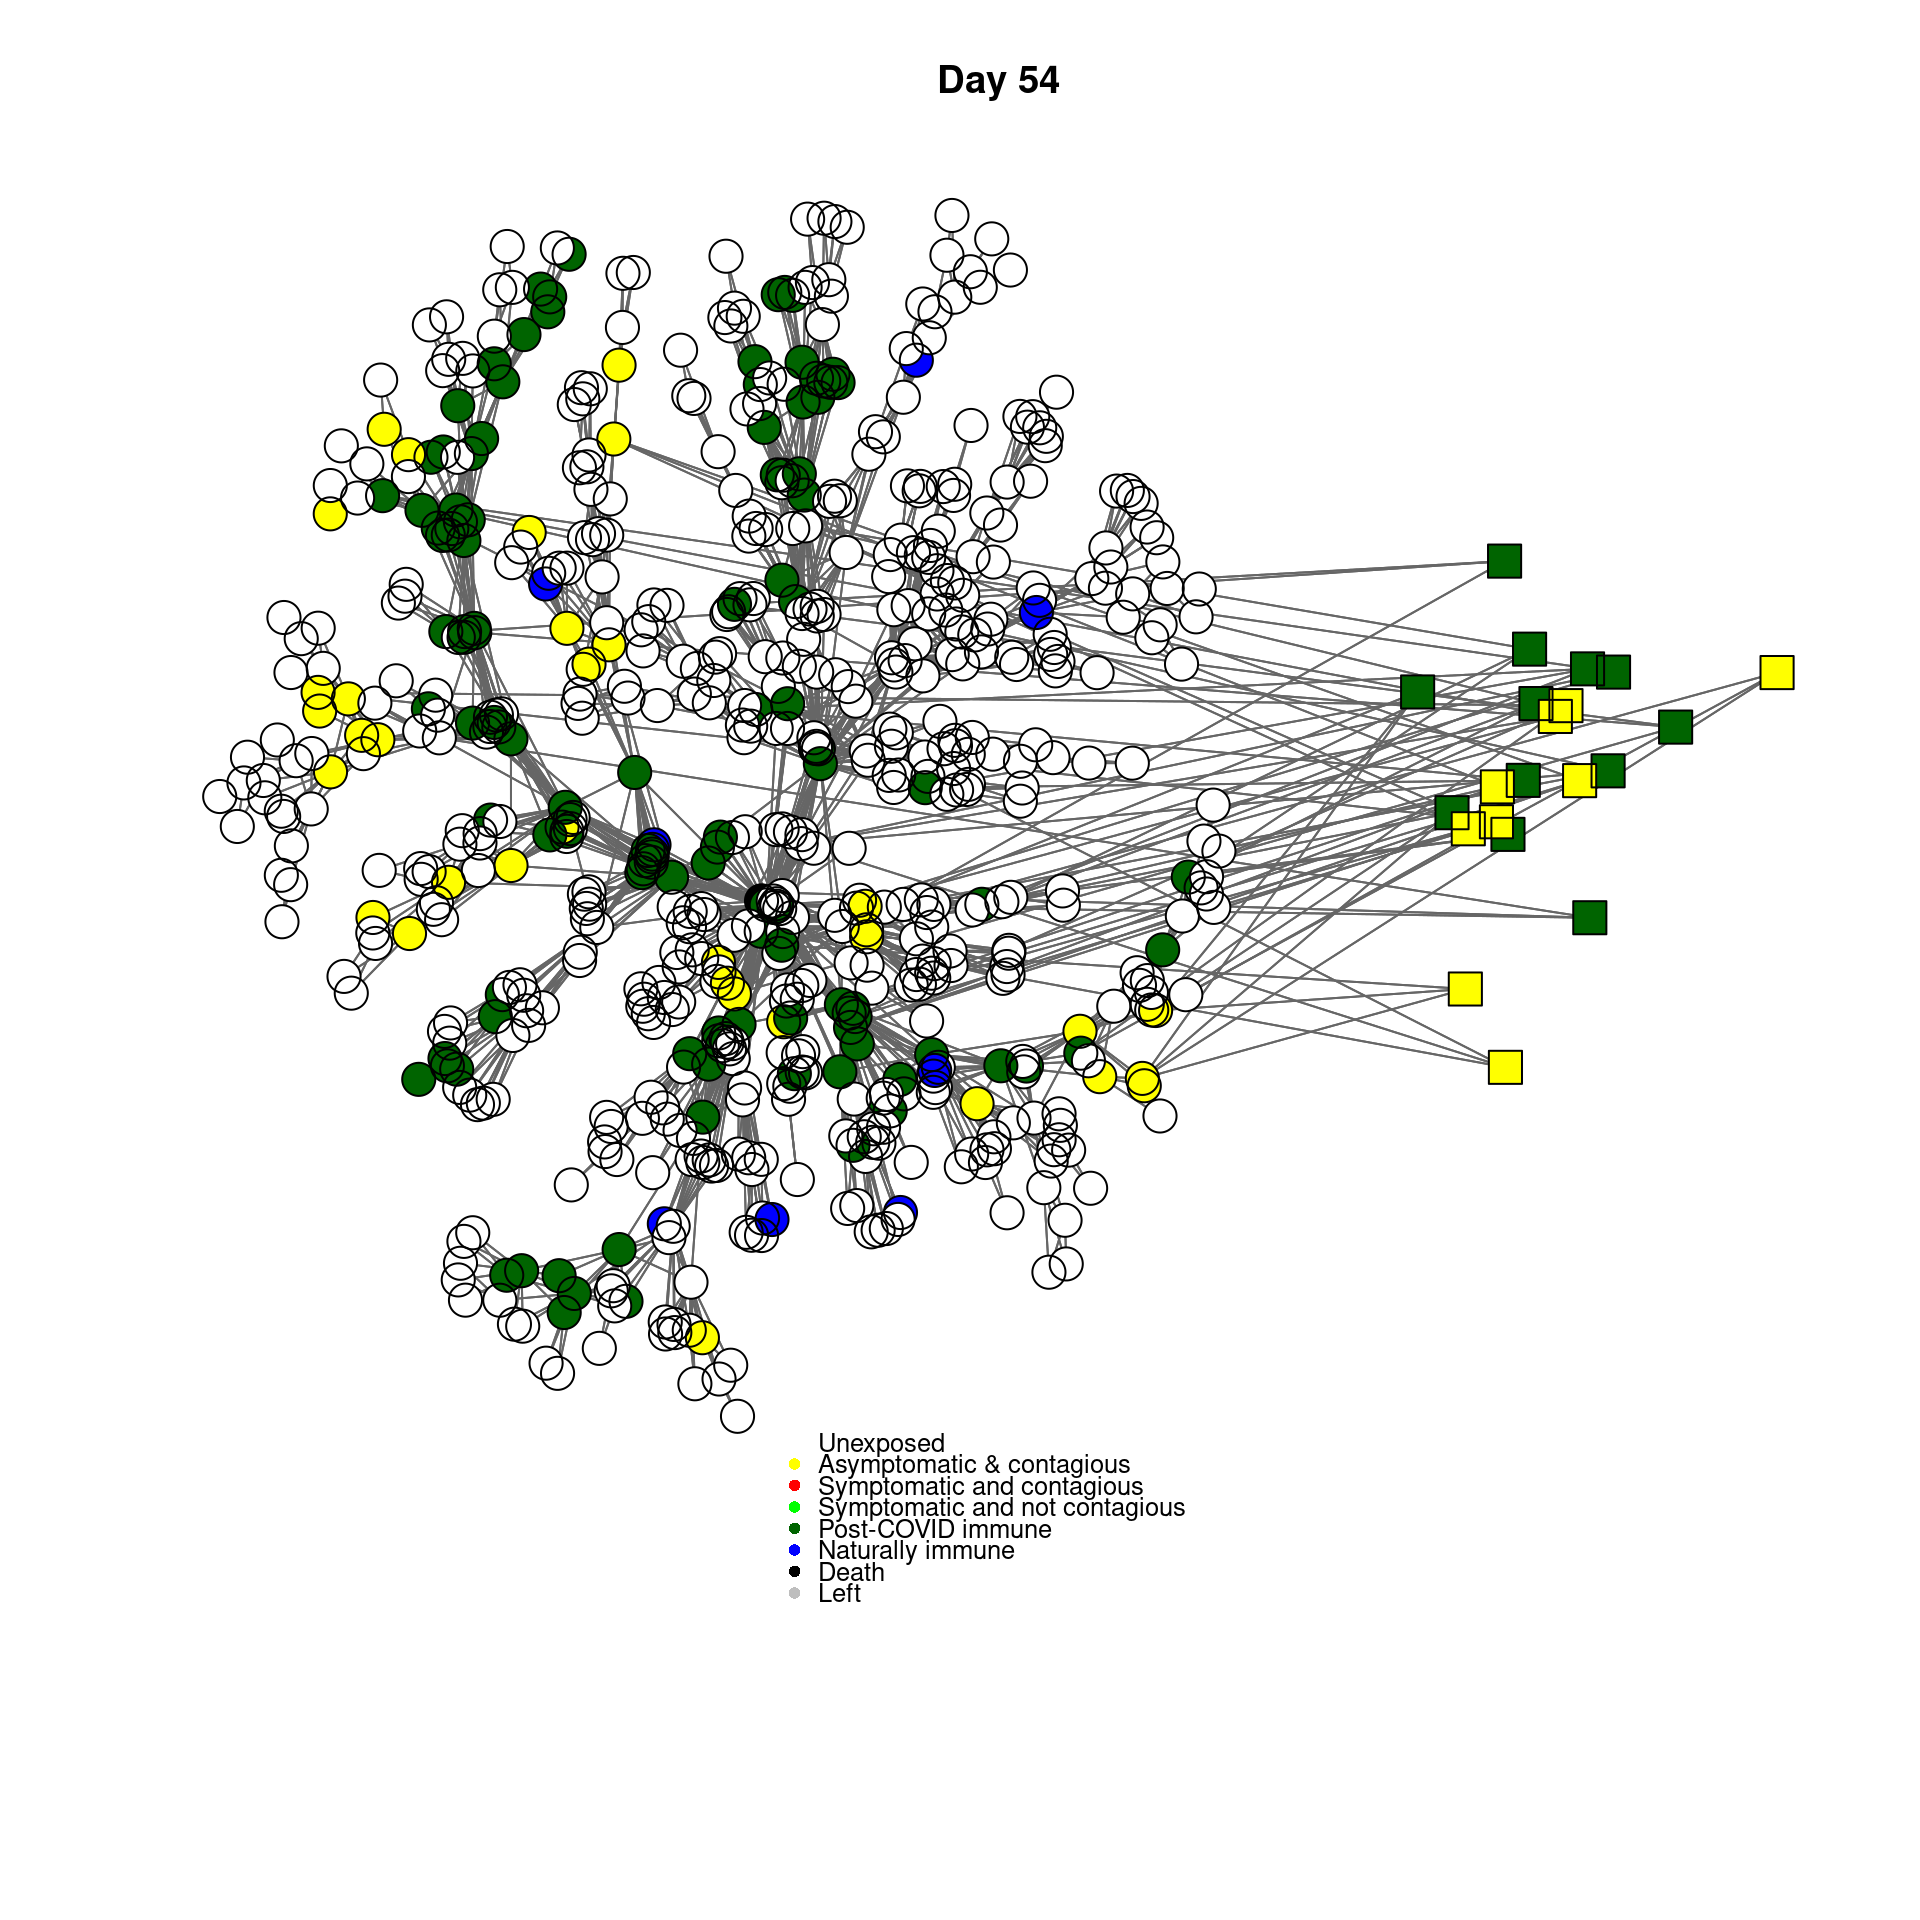 Day 54
Unexposed
Asymptomatic & contagious
Symptomatic and contagious
Symptomatic and not contagious
Post-COVID immune
Naturally immune
Death
Left